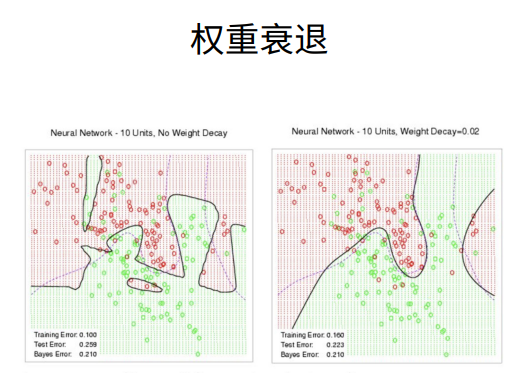 权重衰退
Neural Network - 10 Units, No Weight Decay
Neural Network - 10 Units, Weight Decay=0.02
Training Error: 0.100
Test Error: 0.259
Bayes Error: 0.210
Training Error: 0.160
Test Error: 0.223
Bayes Error: 0.210